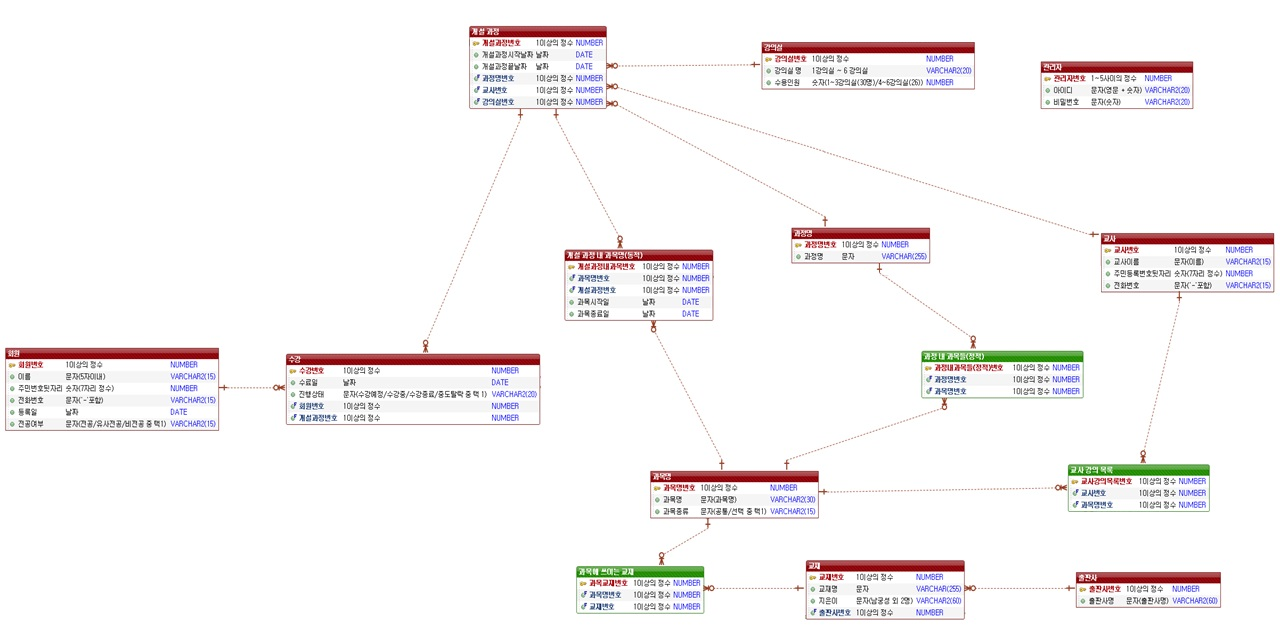 개설 과정
개설과정번호 1이상의 정수 NUMBER
개설과정시작날짜 날짜 DATE
개설과정끝날짜 날짜 DATE
과정명번호 1이상의 정수 NUMBER
교사번호 1이상의 정수 NUMBER
강의실번호 1이상의 정수 NUMBER
강의실
강의실번호 1이상의 정수 NUMBER
강의실 명 1강의실 ~ 6강의실 VARCHAR2(20)
수용인원 숫자(1~3강의실(30명)/4~6강의실(26)) NUMBER
관리자
관리자번호 1~5사이의 정수 NUMBER
아이디 문자(영문 + 숫자) VARCHAR2(20)
비밀번호 문자(숫자) VARCHAR2(20)
과정명
과정명번호 1이상의 정수 NUMBER
과정명 문자 VARCHAR(255)
교사
교사번호 1이상의 정수 NUMBER
교사이름 문자(이름) VARCHAR2(15)
주민등록번호뒷자리 숫자(7자리 정수) NUMBER
전화번호 문자('-'포함) VARCHAR2(15)
개설 과정 내 과목명(동적)
개설과정내과목번호 1이상의 정수 NUMBER
과목명번호 1이상의 정수 NUMBER
개설과정번호 1이상의 정수 NUMBER
과목시작일 날짜 DATE
과목종료일 날짜 DATE
회원
회원번호 1이상의 정수 NUMBER
이름 문자(5자이내) VARCHAR2(15)
주민번호뒷자리 숫자(7자리 정수) NUMBER
전화번호 문자('-'포함) VARCHAR2(15)
등록일 날짜 DATE
전공여부 문자(전공/유사전공/비전공 중 택1) VARCHAR2(15)
수강
수강번호 1이상의 정수 NUMBER
수료일 날짜 DATE
진행상태 문자(수강예정/수강중/수강종료/중도탈락 중 택 1) VARCHAR2(20)
회원번호 1이상의 정수 NUMBER
개설과정번호 1이상의 정수 NUMBER
과정 내 과목들(정적)
과정내과목들(정적)번호 1이상의 정수 NUMBER
과정명번호 1이상의 정수 NUMBER
과목명번호 1이상의 정수 NUMBER
과목명
과목명번호 1이상의 정수 NUMBER
과목명 문자(과목명) VARCHAR2(30)
과목종류 문자(공통/선택 중 택1) VARCHAR2(15)
교사 강의 목록
교사강의목록번호 1이상의 정수 NUMBER
교사번호 1이상의 정수 NUMBER
과목명번호 1이상의 정수 NUMBER
과목에 쓰이는 교재
과목교재번호 1이상의 정수 NUMBER
과목명번호 1이상의 정수 NUMBER
교재번호 1이상의 정수 NUMBER
교재
교재번호 1이상의 정수 NUMBER
교재명 문자 VARCHAR(255)
지은이 문자(남궁성 외 2명) VARCHAR2(60)
출판사번호 1이상의 정수 NUMBER
출판사
출판사번호 1이상의 정수 NUMBER
출판사명 문자(출판사명) VARCHAR2(60)